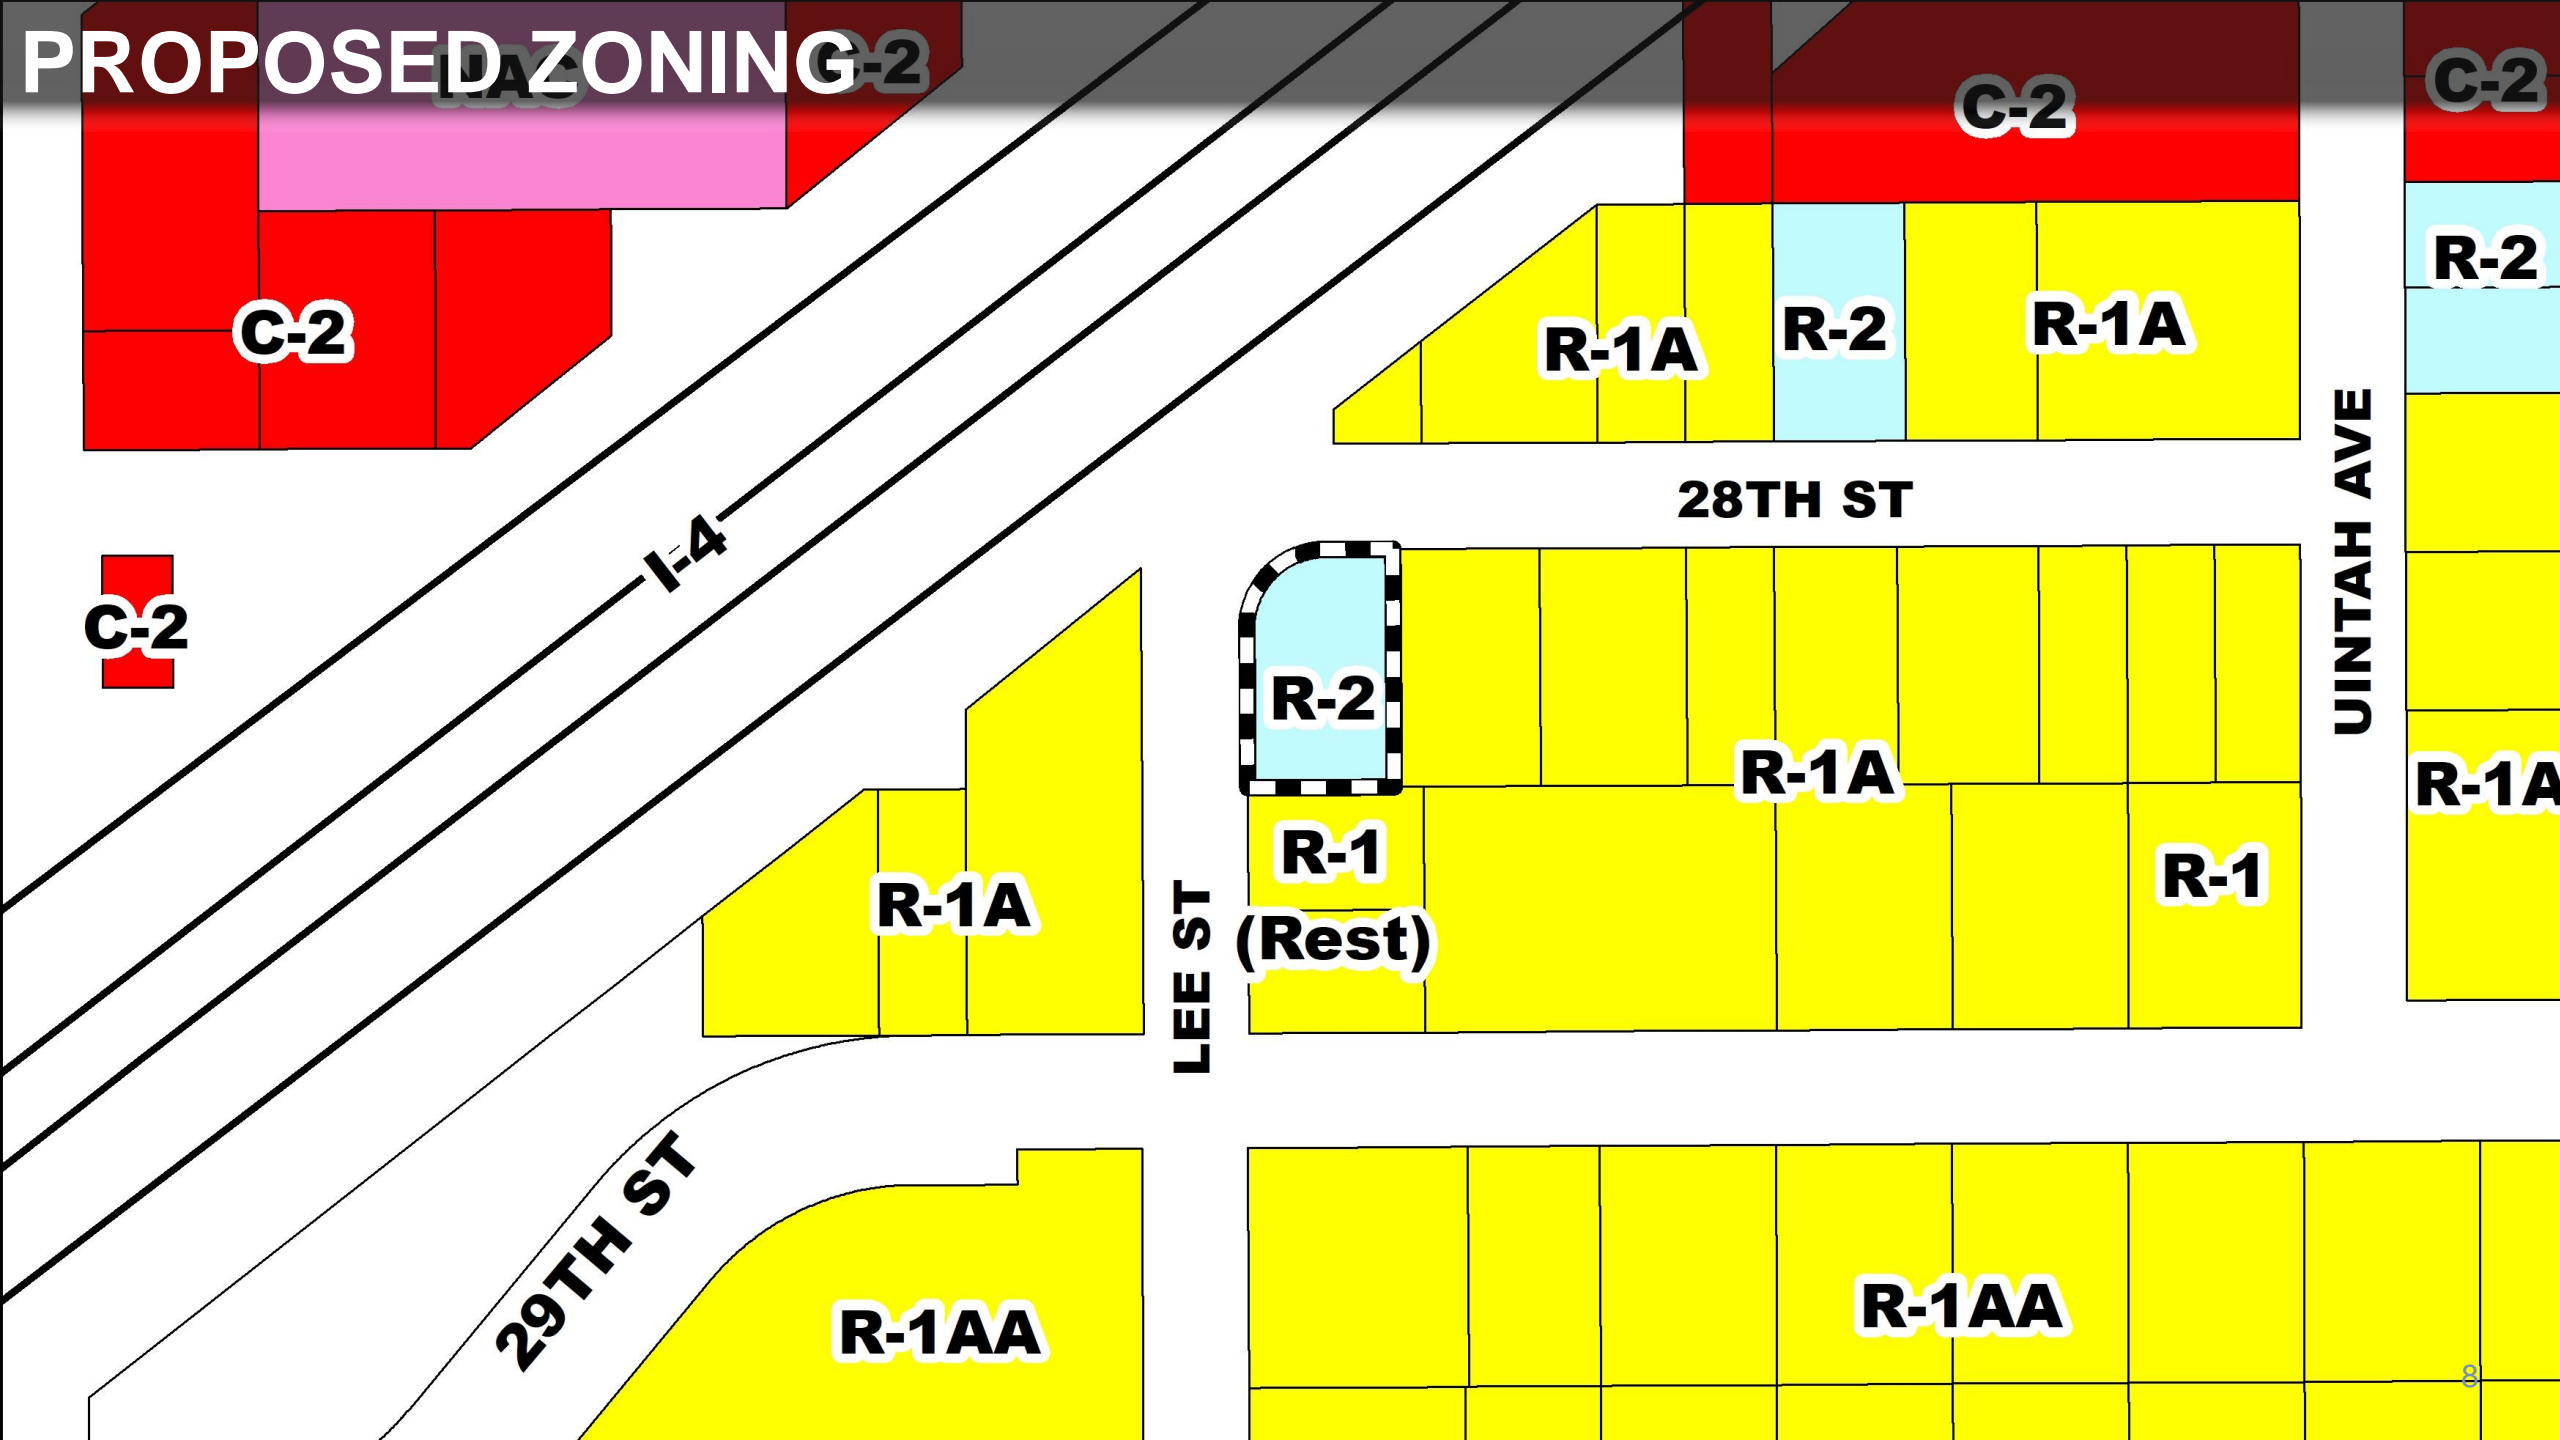 PROPOSED ZONING
NAC
C-2
C-2
C-2
C-2
R-2
R-1A
R-2
R-1A
28TH ST
UINTAH AVE
I-4
C-2
R-2
R-1A
R-1A
R-1
(Rest)
R-1
R-1A
LEE ST
29TH ST
R-1AA
R-1AA
8